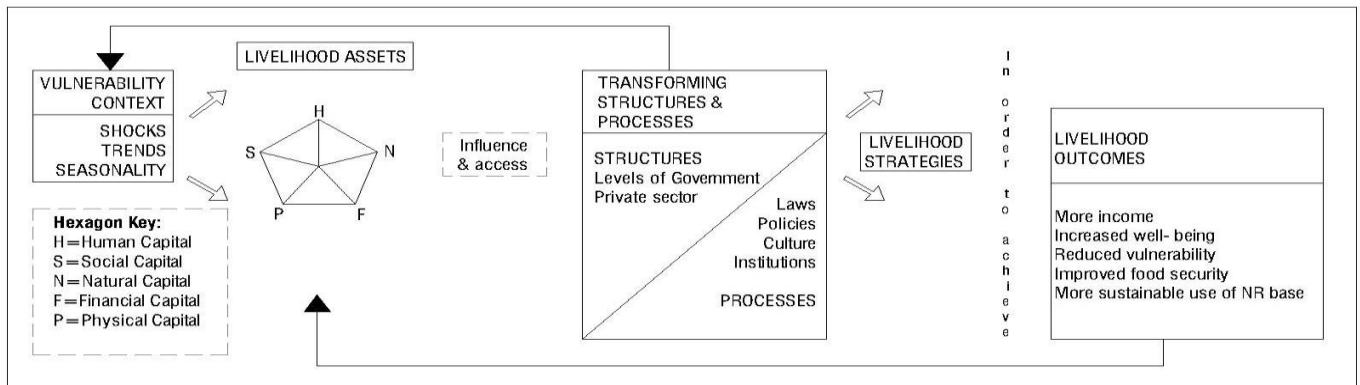 LIVELIHOOD ASSETS
VULNERABILITY
CONTEXT
SHOCKS
TRENDS
SEASONALITY
H
S
N
P
F
Hexagon Key:
H=Human Capital
S=Social Capital
N=Natural Capital
F=Financial Capital
P=Physical Capital
Influence
& access
TRANSFORMING
STRUCTURES &
PROCESSES
STRUCTURES
Levels of Government
Private sector
Laws
Policies
Culture
Institutions
PROCESSES
LIVELIHOOD
STRATEGIES
In order to achieve
LIVELIHOOD
OUTCOMES
More income
Increased well- being
Reduced vulnerability
Improved food security
More sustainable use of NR base